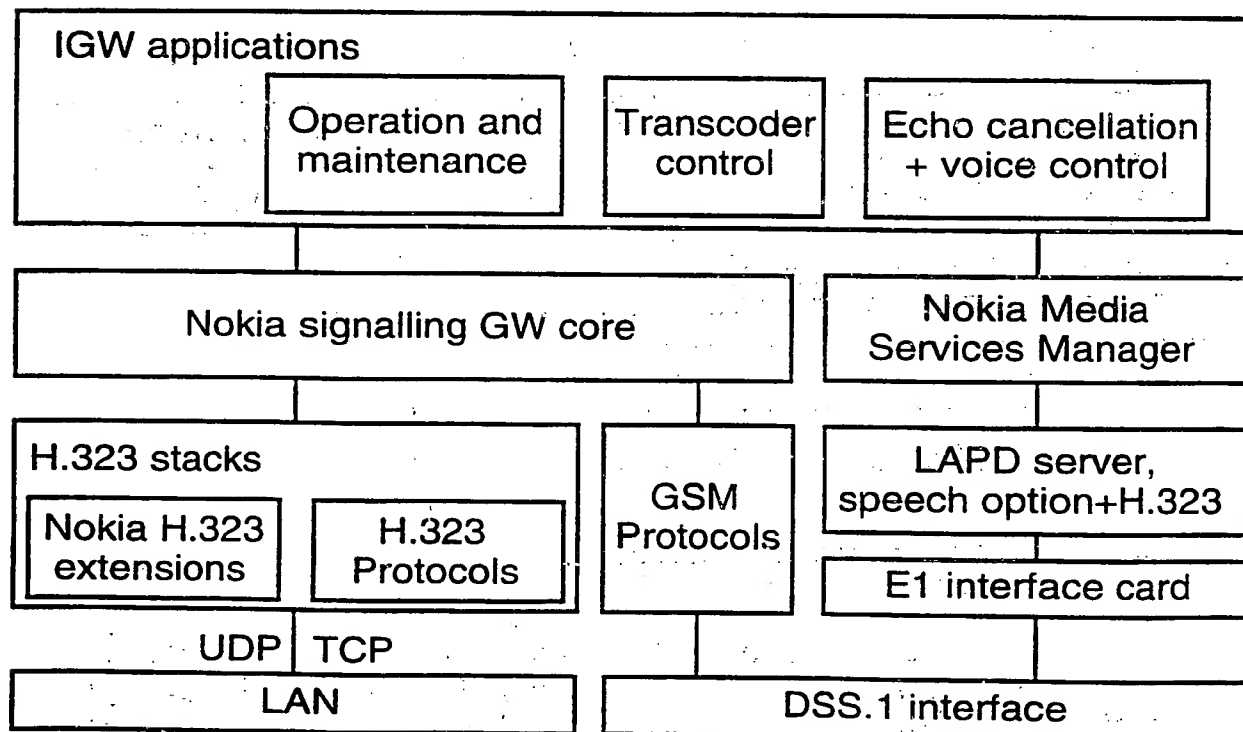 IGW applications
Operation and
maintenance
Transcoder
control
Echo cancellation
+ voice control
Nokia signalling GW core
Nokia Media
Services Manager
H.323 stacks
Nokia H.323
extensions
H.323
Protocols
GSM
Protocols
LAPD server,
speech option+H.323
E1 interface card
UDP TCP
LAN
DSS.1 interface